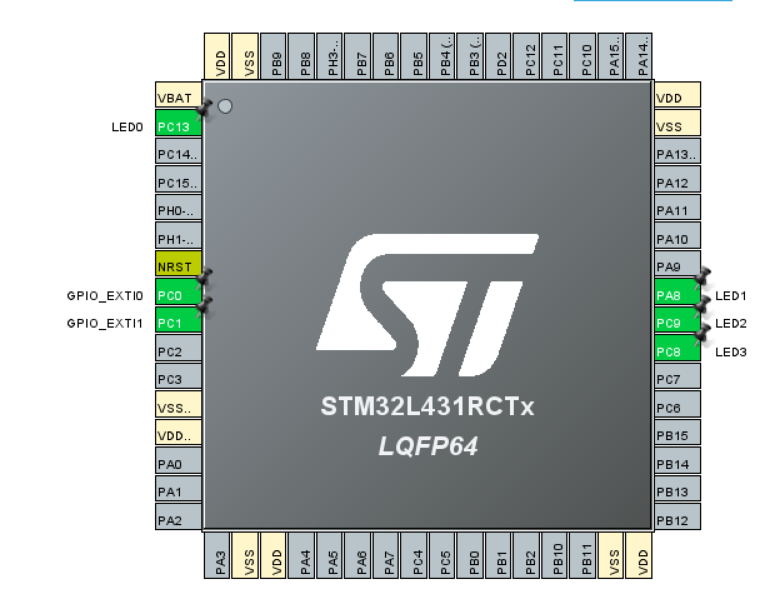 VDD VSS PB9 PB8 PH3-.. PB7 PB6 PB5 PB4 (.. PB3 (.. PD2 PC12 PC11 PC10 PA15.. PA14..
VBAT
LED0 PC13
PC14..
PC15..
PH0-..
PH1-..
NRST
GPIO_EXTI0 PC0
GPIO_EXTI1 PC1
PC2
PC3
VSS..
VDD..
PA0
PA1
PA2
ST
STM32L431RCTx
LQFP64
VDD
VSS
PA13..
PA12
PA11
PA10
PA9
PA8 LED1
PC9 LED2
PC8 LED3
PC7
PC6
PB15
PB14
PB13
PB12
PA3 VSS VDD PA4 PA5 PA6 PA7 PC4 PC5 PB0 PB1 PB2 PB10 PB11 VSS VDD